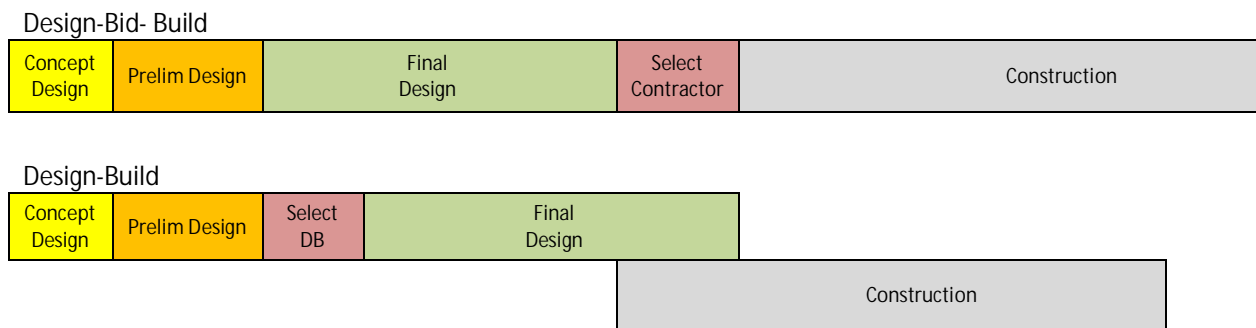 Design-Bid- Build
Concept
Design
Prelim Design
Final
Design
Select
Contractor
Construction
Design-Build
Concept
Design
Prelim Design
Select
DB
Final
Design
Construction